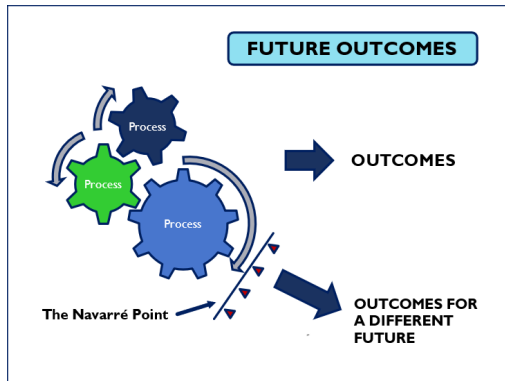 FUTURE OUTCOMES
Process
Process
Process
OUTCOMES
The Navarré Point
OUTCOMES FOR
A DIFFERENT
FUTURE